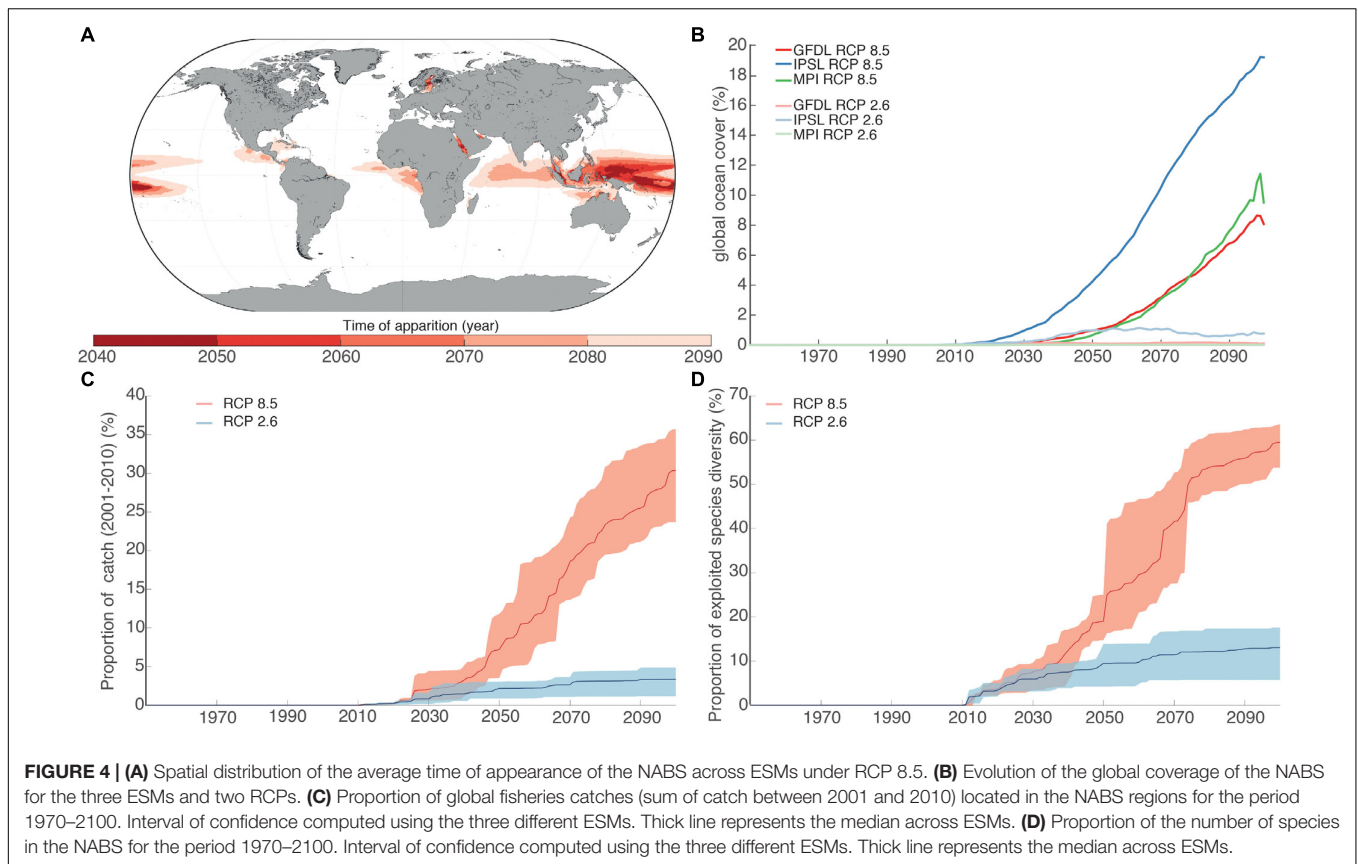 A
Time of apparition (year)
2040 2050 2060 2070 2080 2090
B
global ocean cover (%)
20
18
16
14
12
10
8
6
4
2
0
GFDL RCP 8.5
IPSL RCP 8.5
MPI RCP 8.5
GFDL RCP 2.6
IPSL RCP 2.6
MPI RCP 2.6
1970 1990 2010 2030 2050 2070 2090
C
Proportion of catch (2001-2010) (%)
40
35
30
25
20
15
10
5
0
RCP 8.5
RCP 2.6
1970 1990 2010 2030 2050 2070 2090
D
Proportion of exploited species diversity (%)
70
60
50
40
30
20
10
0
RCP 8.5
RCP 2.6
1970 1990 2010 2030 2050 2070 2090
FIGURE 4 | (A) Spatial distribution of the average time of appearance of the NABS across ESMs under RCP 8.5. (B) Evolution of the global coverage of the NABS
for the three ESMs and two RCPs. (C) Proportion of global fisheries catches (sum of catch between 2001 and 2010) located in the NABS regions for the period
1970–2100. Interval of confidence computed using the three different ESMs. Thick line represents the median across ESMs. (D) Proportion of the number of species
in the NABS for the period 1970–2100. Interval of confidence computed using the three different ESMs. Thick line represents the median across ESMs.